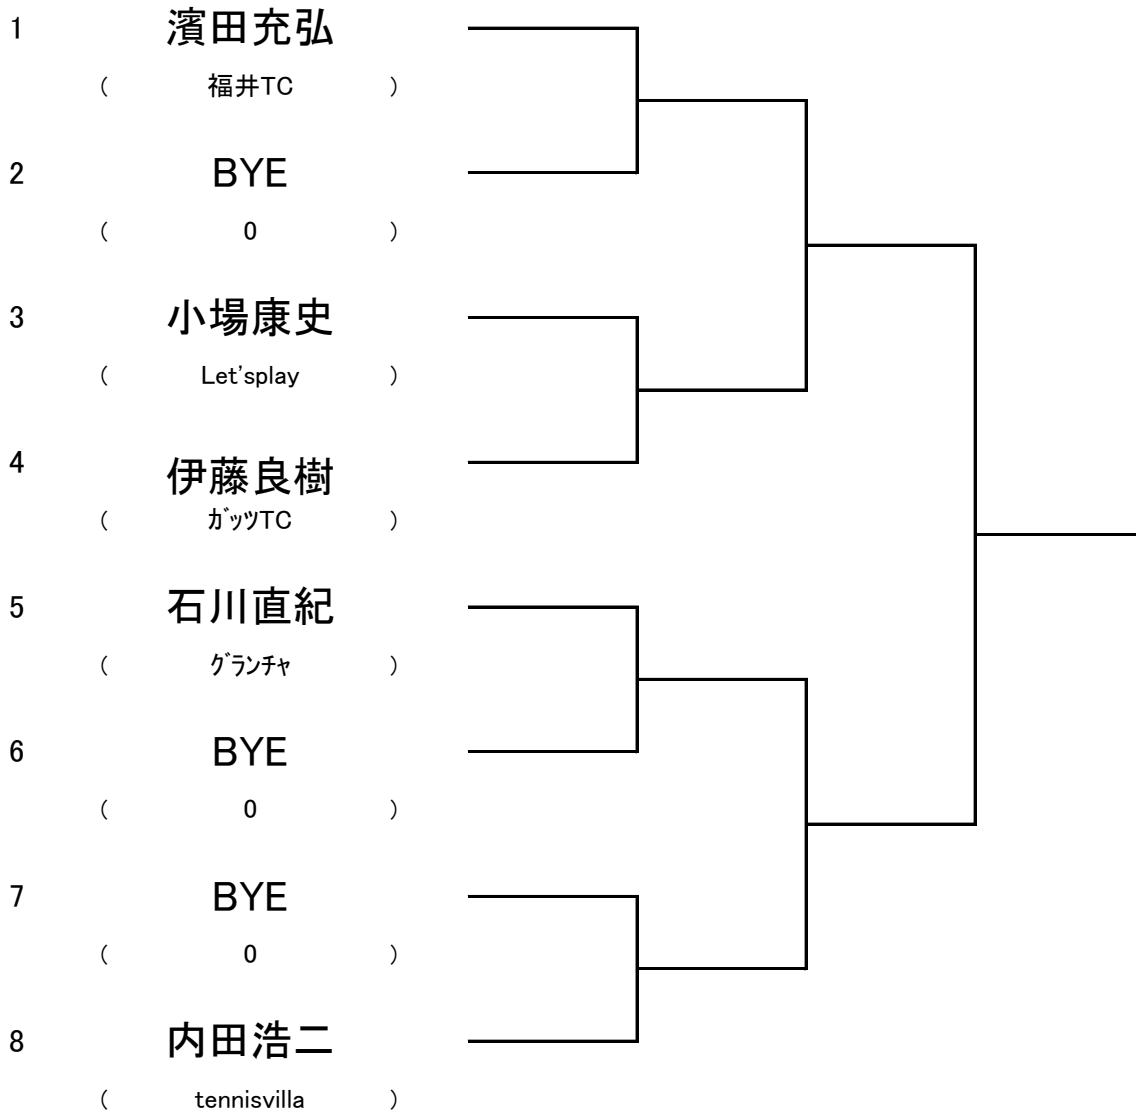 1 濱田充弘
( 福井TC )
2 BYE
( 0 )
3 小場康史
( Let'splay )
4 伊藤良樹
( ｶﾞｯﾂTC )
5 石川直紀
( ｸﾞﾗﾝﾁｬ )
6 BYE
( 0 )
7 BYE
( 0 )
8 内田浩二
( tennisvilla )